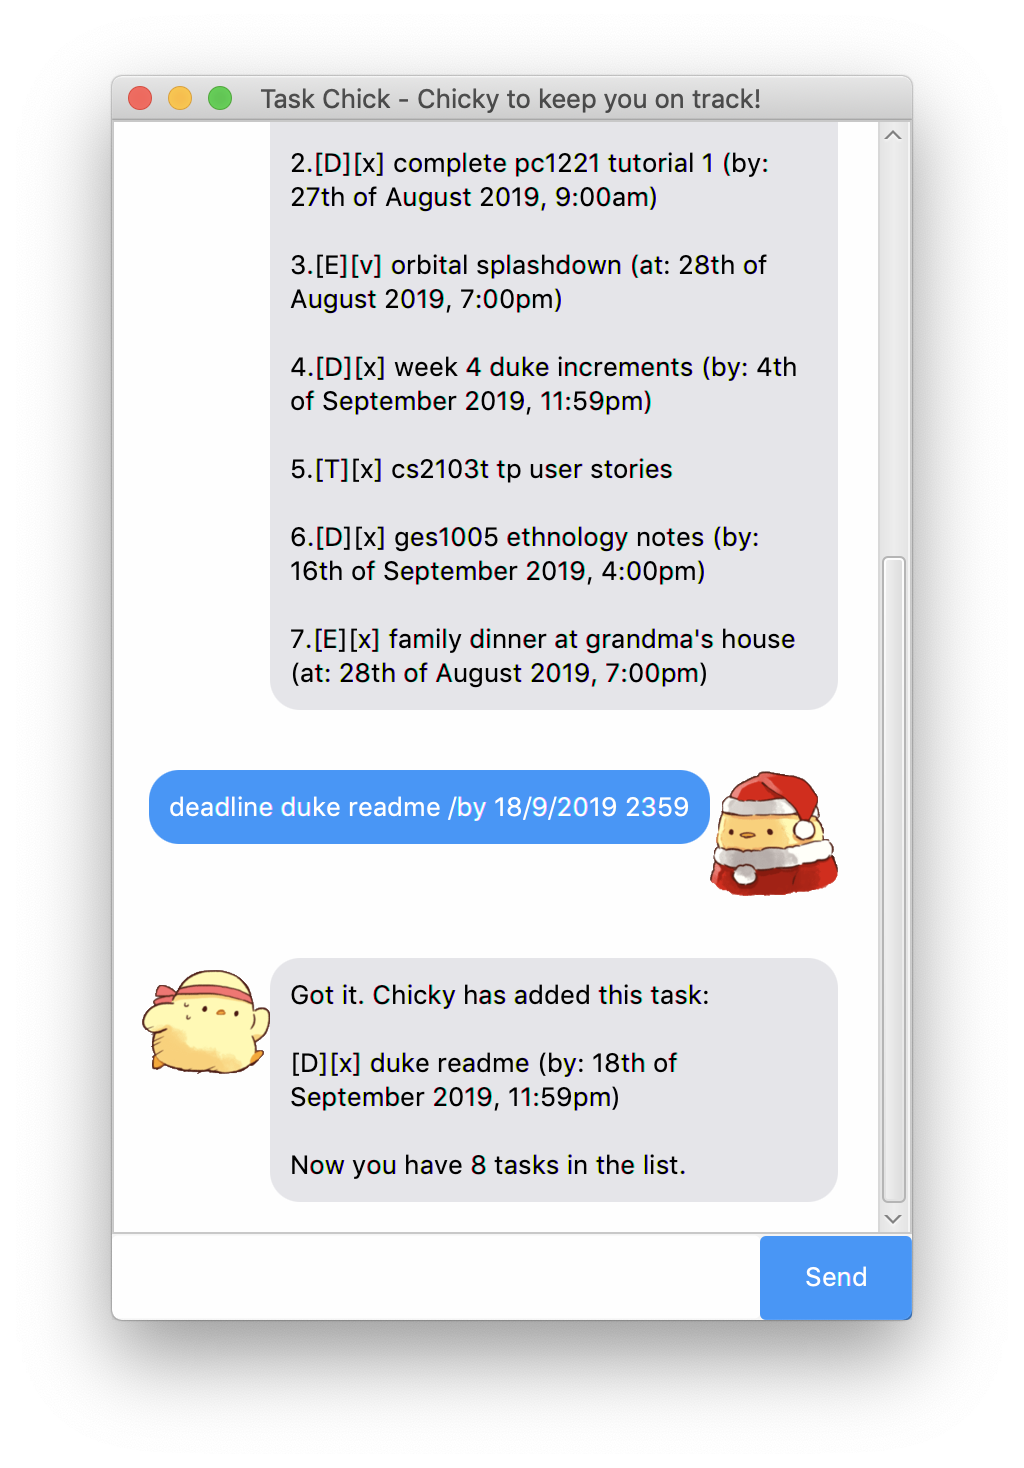 Task Chick - Chicky to keep you on track!
2.[D][x] complete pc1221 tutorial 1 (by:
27th of August 2019, 9:00am)
3.[E][v] orbital splashdown (at: 28th of
August 2019, 7:00pm)
4.[D][x] week 4 duke increments (by: 4th
of September 2019, 11:59pm)
5.[T][x] cs2103t tp user stories
6.[D][x] ges1005 ethnology notes (by:
16th of September 2019, 4:00pm)
7.[E][x] family dinner at grandma's house
(at: 28th of August 2019, 7:00pm)
deadline duke readme /by 18/9/2019 2359
Got it. Chicky has added this task:
[D][x] duke readme (by: 18th of
September 2019, 11:59pm)
Now you have 8 tasks in the list.
Send